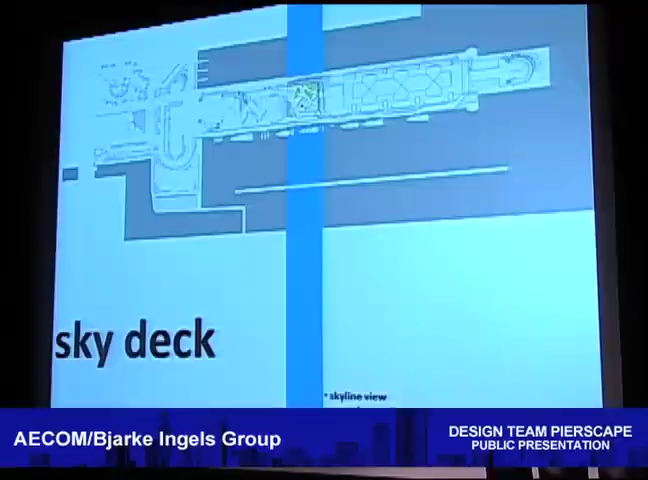 sky deck
• skyline view
AECOM/Bjarke Ingels Group
DESIGN TEAM PIERSCAPE
PUBLIC PRESENTATION